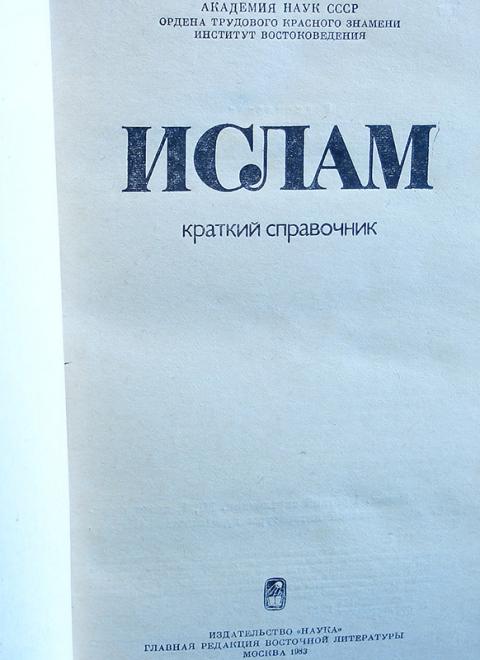 АКАДЕМИЯ НАУК СССР
ОРДЕНА ТРУДОВОГО КРАСНОГО ЗНАМЕНИ
ИНСТИТУТ ВОСТОКОВЕДЕНИЯ
ИСЛАМ
краткий справочник
ИЗДАТЕЛЬСТВО «НАУКА»
ГЛАВНАЯ РЕДАКЦИЯ ВОСТОЧНОЙ ЛИТЕРАТУРЫ
МОСКВА 1983